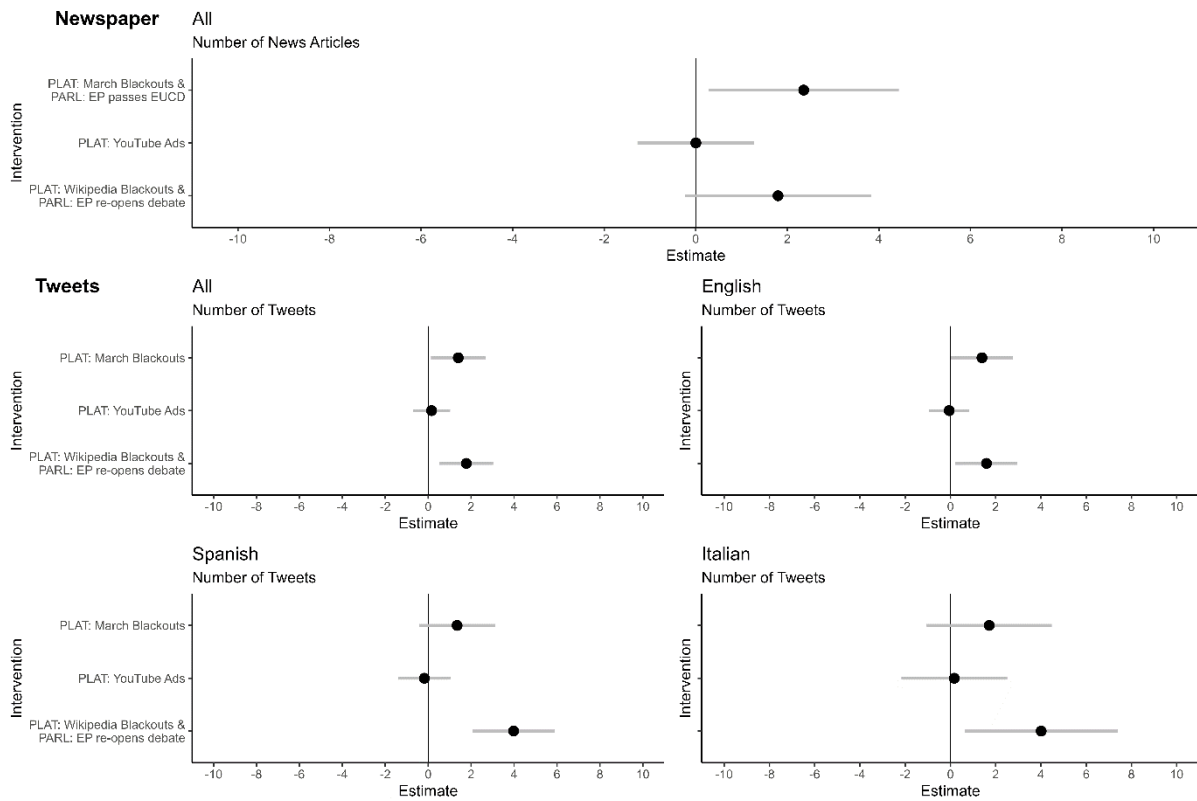 Newspaper
All
Number of News Articles
Intervention
PLAT: March Blackouts &
PARL: EP passes EUCD
PLAT: YouTube Ads
PLAT: Wikipedia Blackouts &
PARL: EP re-opens debate
-10 -8 -6 -4 -2 0 2 4 6 8 10
Estimate
Tweets
All
Number of Tweets
Intervention
PLAT: March Blackouts
PLAT: YouTube Ads
PLAT: Wikipedia Blackouts &
PARL: EP re-opens debate
-10 -8 -6 -4 -2 0 2 4 6 8 10
Estimate
English
Number of Tweets
Intervention
-10 -8 -6 -4 -2 0 2 4 6 8 10
Estimate
Spanish
Number of Tweets
Intervention
PLAT: March Blackouts
PLAT: YouTube Ads
PLAT: Wikipedia Blackouts &
PARL: EP re-opens debate
-10 -8 -6 -4 -2 0 2 4 6 8 10
Estimate
Italian
Number of Tweets
Intervention
-10 -8 -6 -4 -2 0 2 4 6 8 10
Estimate